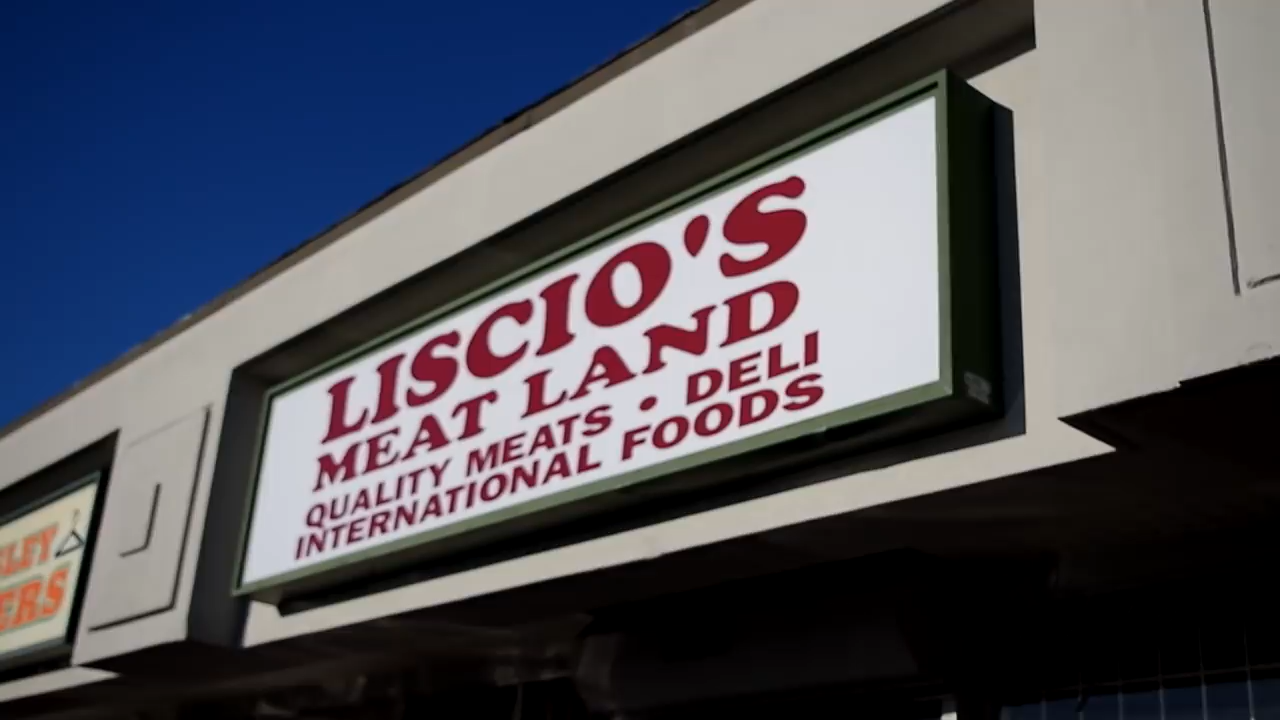 LISCIO'S
MEAT LAND
QUALITY MEATS • DELI
INTERNATIONAL FOODS